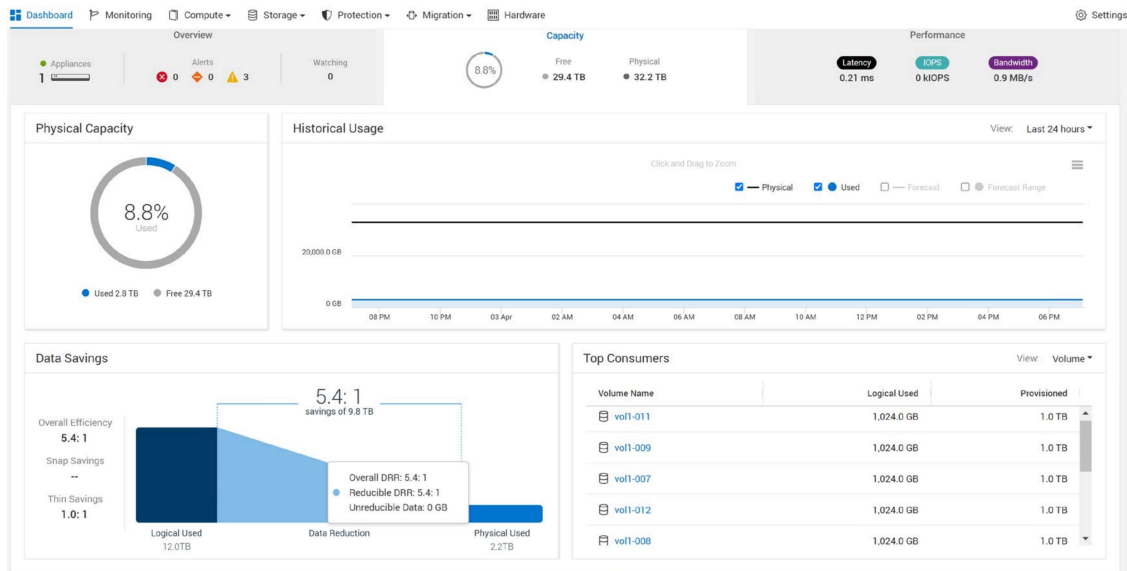 Dashboard Monitoring Compute Storage Protection Migration Hardware Settings
Overview
Appliances
1
Alerts
0 0 3
Watching
0
Capacity
8.8%
Free
29.4 TB
Physical
32.2 TB
Performance
Latency
0.21 ms
IOPS
0 kIOPS
Bandwidth
0.9 MB/s
Physical Capacity
8.8%
Used
Used 2.8 TB Free 29.4 TB
Historical Usage
View: Last 24 hours
Click and Drag to Zoom
Physical Used Forecast Forecast Range
20,000.0 GB
0 GB
08 PM 10 PM 03 Apr 02 AM 04 AM 06 AM 08 AM 10 AM 12 PM 02 PM 04 PM 06 PM
Data Savings
Overall Efficiency
5.4: 1
Snap Savings
--
Thin Savings
1.0: 1
5.4: 1
savings of 9.8 TB
Overall DRR: 5.4: 1
Reducible DRR: 5.4: 1
Unreducible Data: 0 GB
Logical Used
12.0TB
Data Reduction
Physical Used
2.2TB
Top Consumers
View: Volume
Volume Name Logical Used Provisioned
vol1-011 1,024.0 GB 1.0 TB
vol1-009 1,024.0 GB 1.0 TB
vol1-007 1,024.0 GB 1.0 TB
vol1-012 1,024.0 GB 1.0 TB
vol1-008 1,024.0 GB 1.0 TB